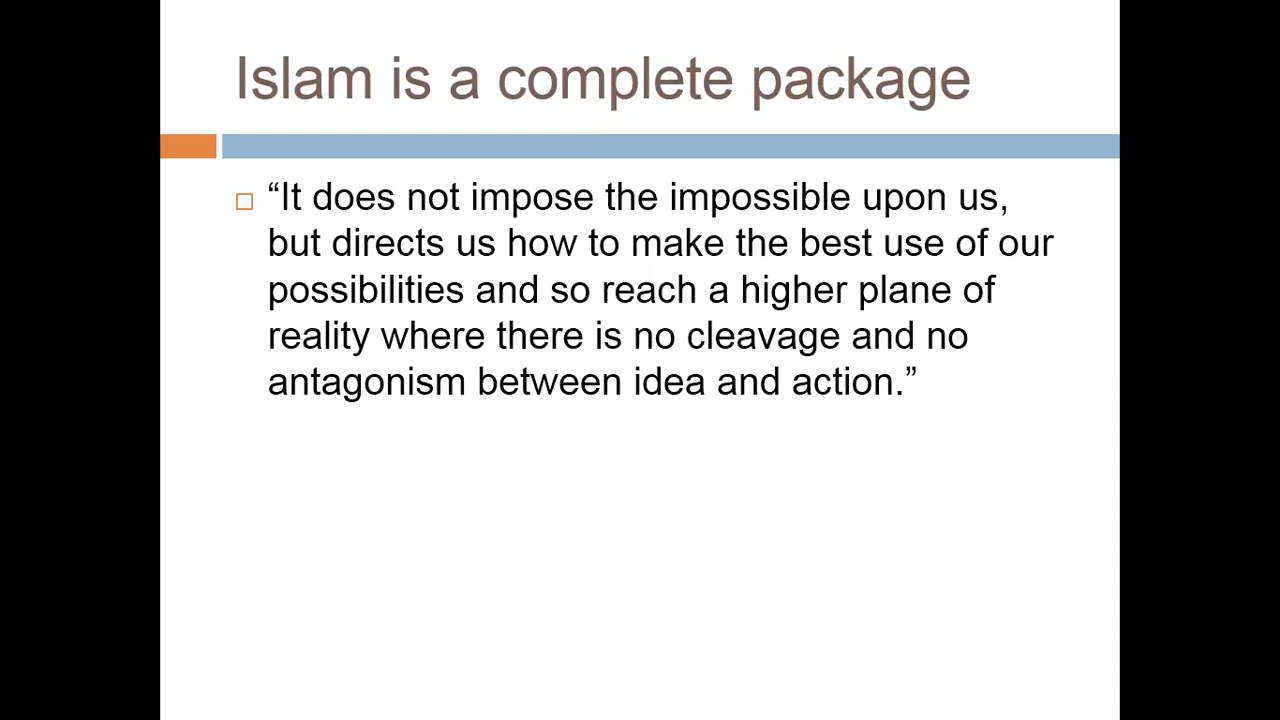 Islam is a complete package
“It does not impose the impossible upon us,
but directs us how to make the best use of our
possibilities and so reach a higher plane of
reality where there is no cleavage and no
antagonism between idea and action.”